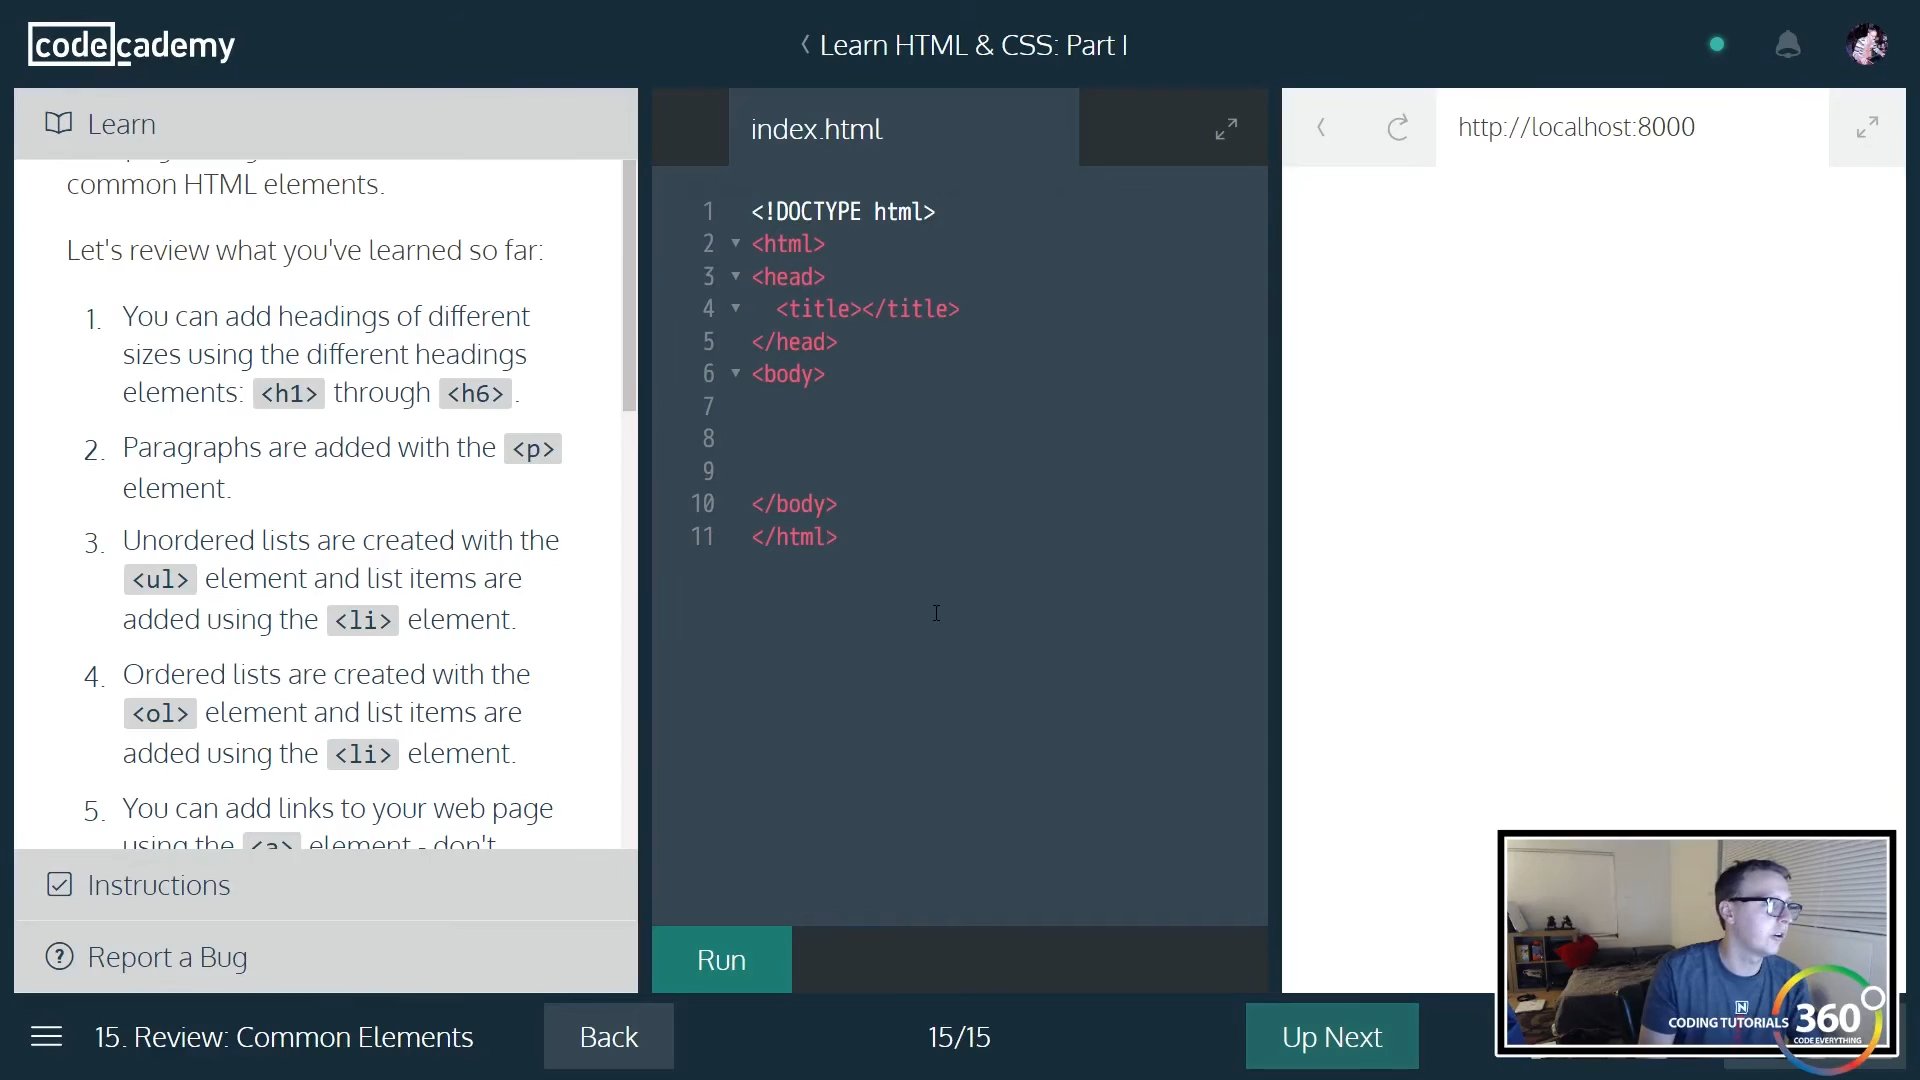 codecademy
Learn HTML & CSS: Part I
Learn
common HTML elements.
Let's review what you've learned so far:
1. You can add headings of different
sizes using the different headings
elements: <h1> through <h6>.
2. Paragraphs are added with the <p>
element.
3. Unordered lists are created with the
<ul> element and list items are
added using the <li> element.
4. Ordered lists are created with the
<ol> element and list items are
added using the <li> element.
5. You can add links to your web page
using the <a> element - don't
Instructions
Report a Bug
index.html
1 <!DOCTYPE html>
2 <html>
3 <head>
4 <title></title>
5 </head>
6 <body>
7
8
9
10 </body>
11 </html>
Run
http://localhost:8000
15. Review: Common Elements
Back
15/15
Up Next
CODING TUTORIALS 360
CODE EVERYTHING